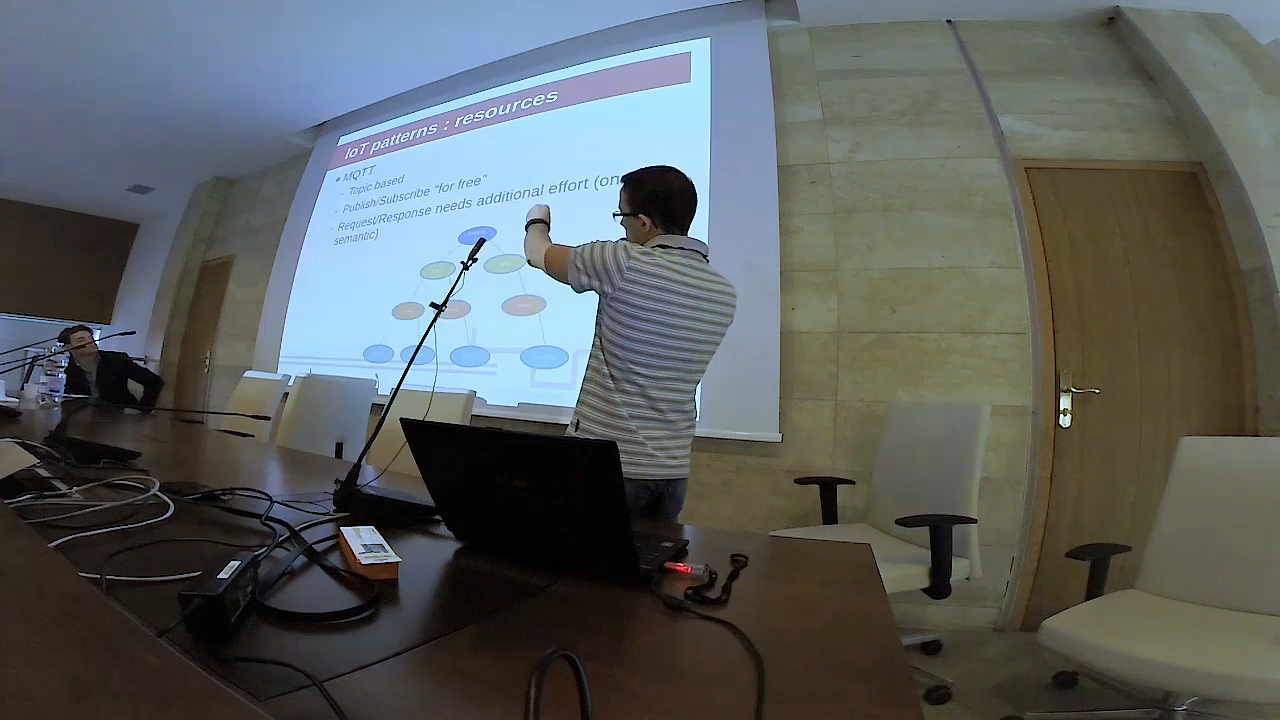 IoT patterns : resources
• MQTT
- Topic based
- Publish/Subscribe "for free"
- Request/Response needs additional effort (on
semantic)